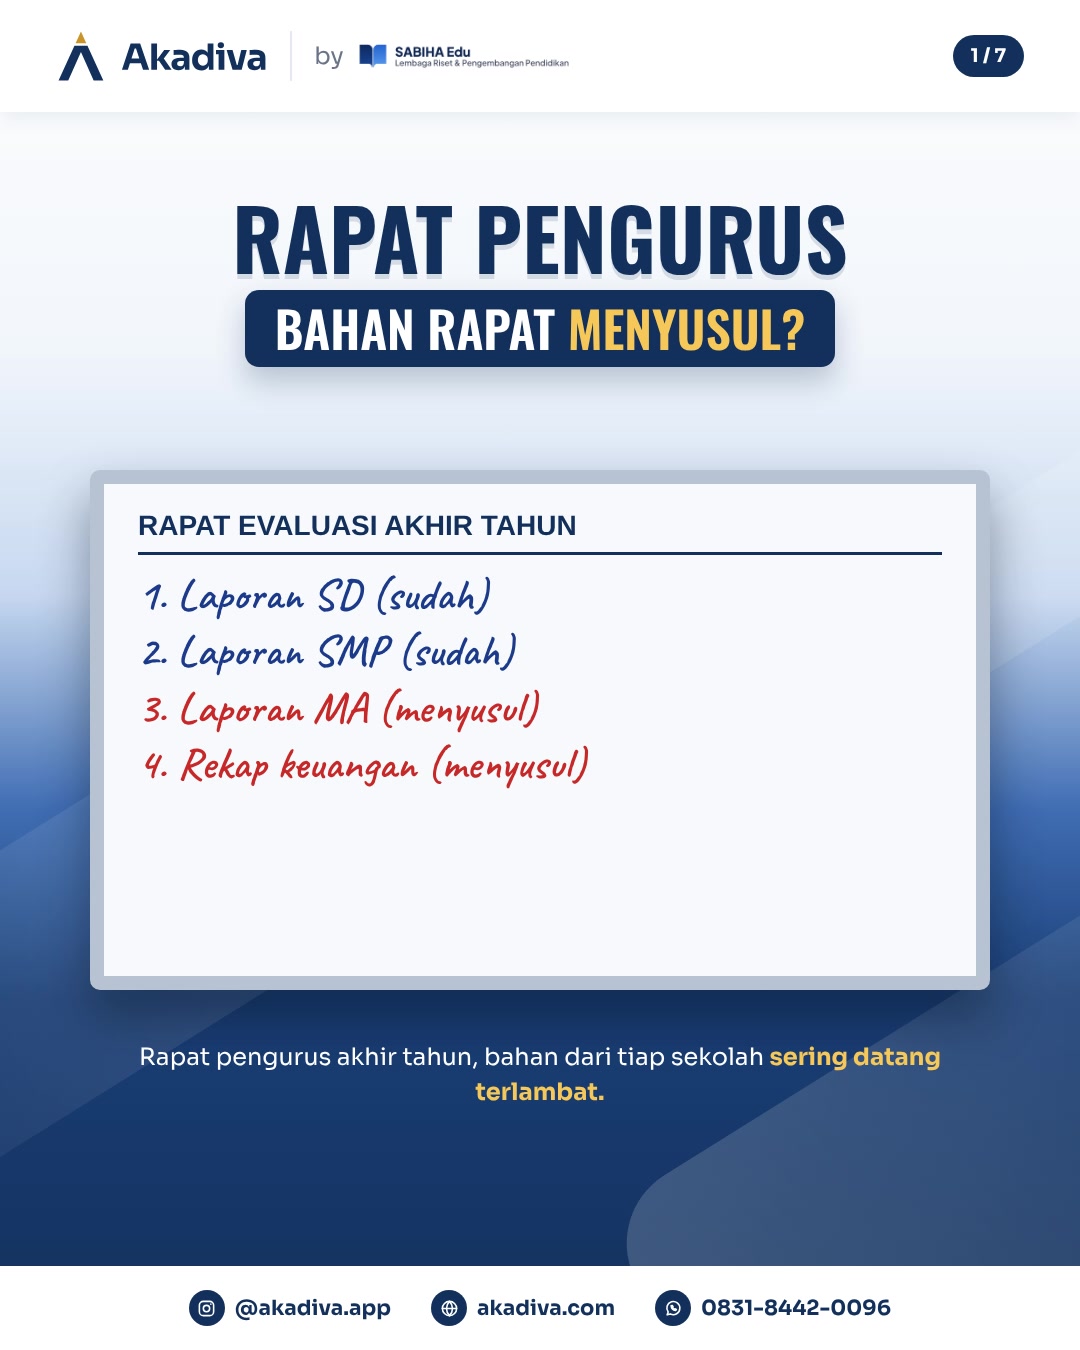 Akadiva
by
SABIHA Edu
Lembaga Riset & Pengembangan Pendidikan
1 / 7
RAPAT PENGURUS
BAHAN RAPAT MENYUSUL?
RAPAT EVALUASI AKHIR TAHUN
1. Laporan SD (sudah)
2. Laporan SMP (sudah)
3. Laporan MA (menyusul)
4. Rekap keuangan (menyusul)
Rapat pengurus akhir tahun, bahan dari tiap sekolah sering datang
terlambat.
@akadiva.app
akadiva.com
0831-8442-0096